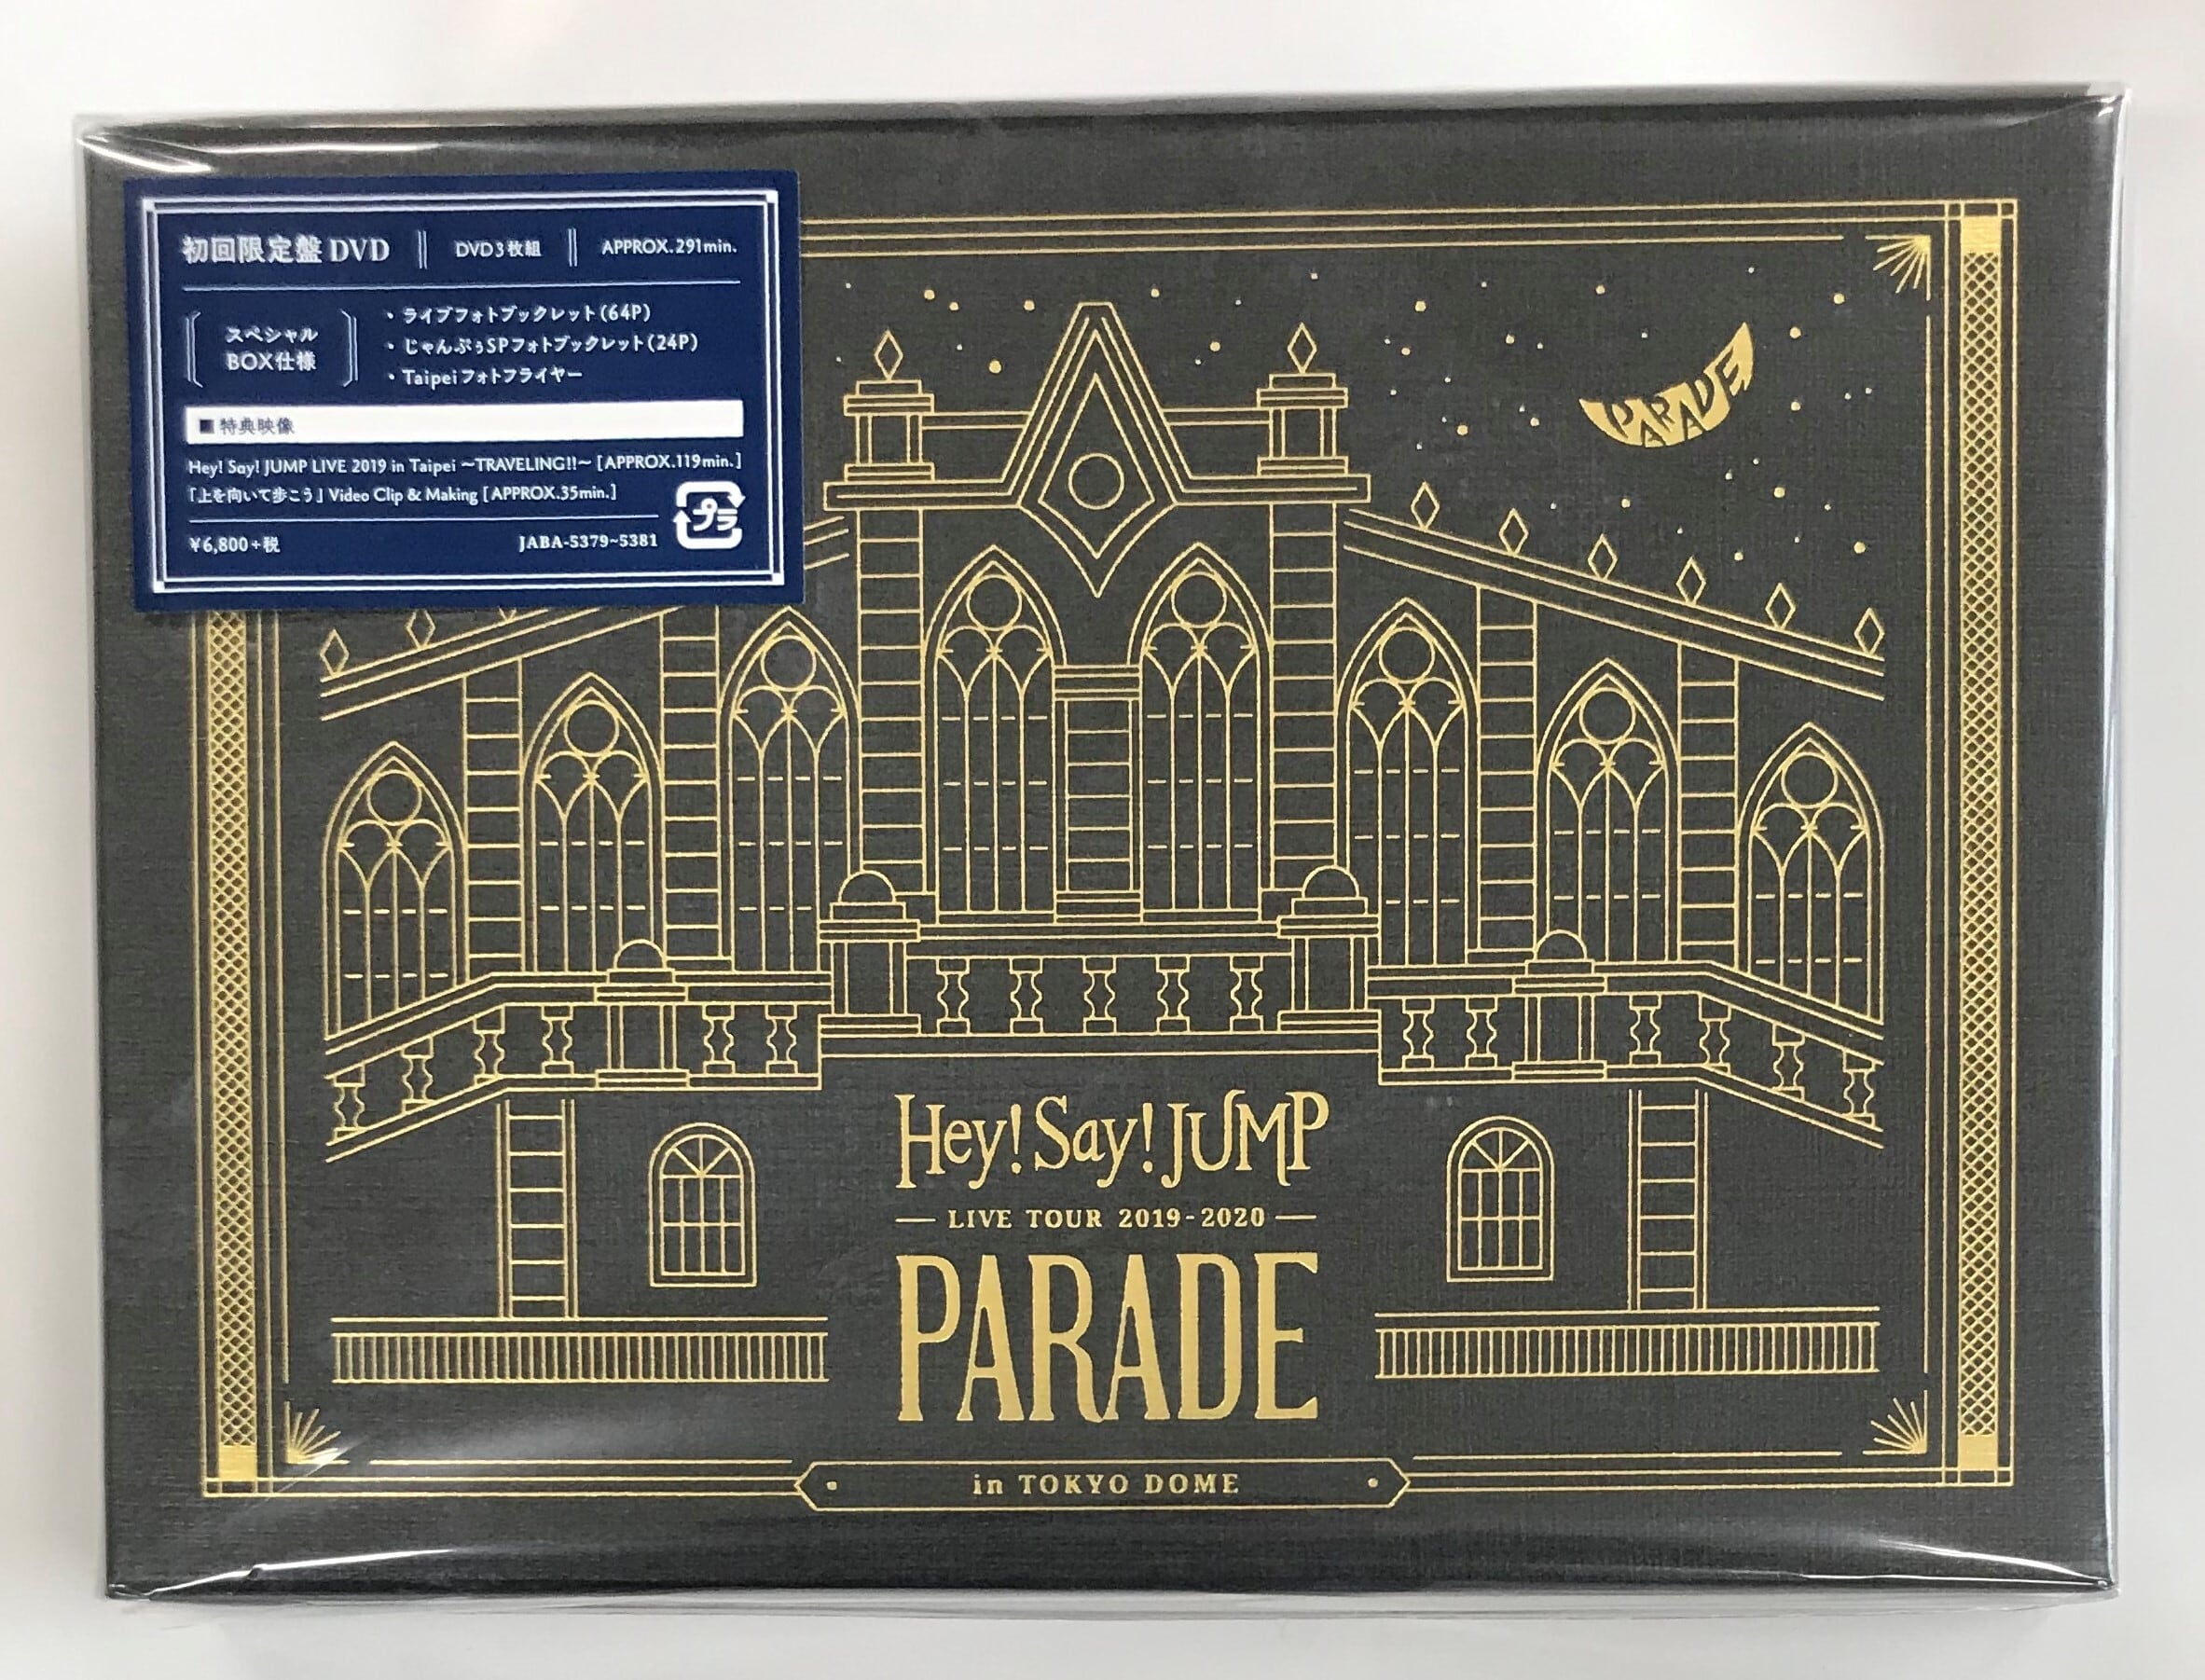 初回限定盤 DVD DVD3枚組 APPROX.291min.
スペシャル
BOX仕様
・ライブフォトブックレット(64P)
・じゃんぷぅSPフォトブックレット(24P)
・Taipeiフォトフライヤー
■特典映像
Hey! Say! JUMP LIVE 2019 in Taipei ～TRAVELING!!～ [APPROX.119min.]
「上を向いて歩こう」Video Clip & Making [APPROX.35min.]
¥6,800+税 JABA-5379~5381
プラ
PARADE
Hey! Say! JUMP
LIVE TOUR 2019-2020
PARADE
in TOKYO DOME